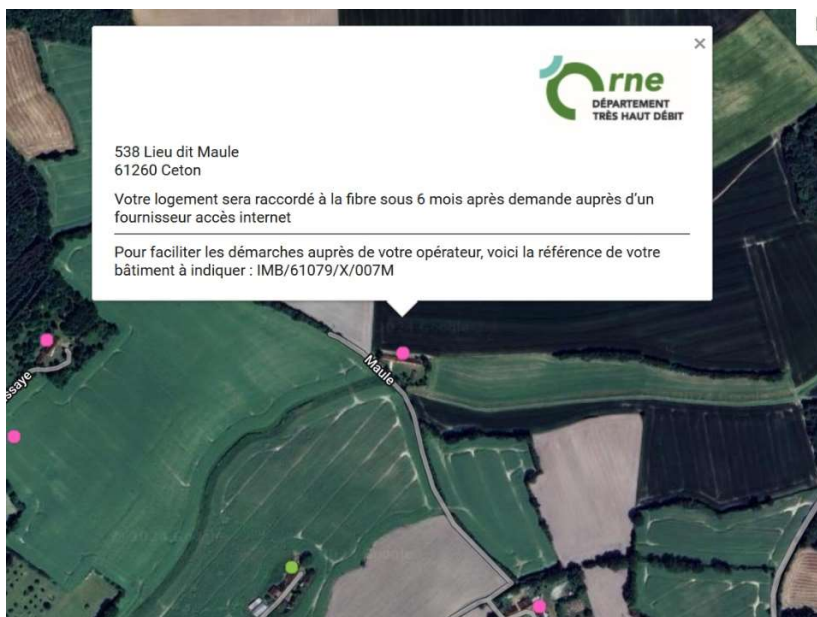 ×
Orne
DÉPARTEMENT
TRÈS HAUT DÉBIT
538 Lieu dit Maule
61260 Ceton
Votre logement sera raccordé à la fibre sous 6 mois après demande auprès d'un
fournisseur accès internet
Pour faciliter les démarches auprès de votre opérateur, voici la référence de votre
bâtiment à indiquer : IMB/61079/X/007M
Maule
ssaye